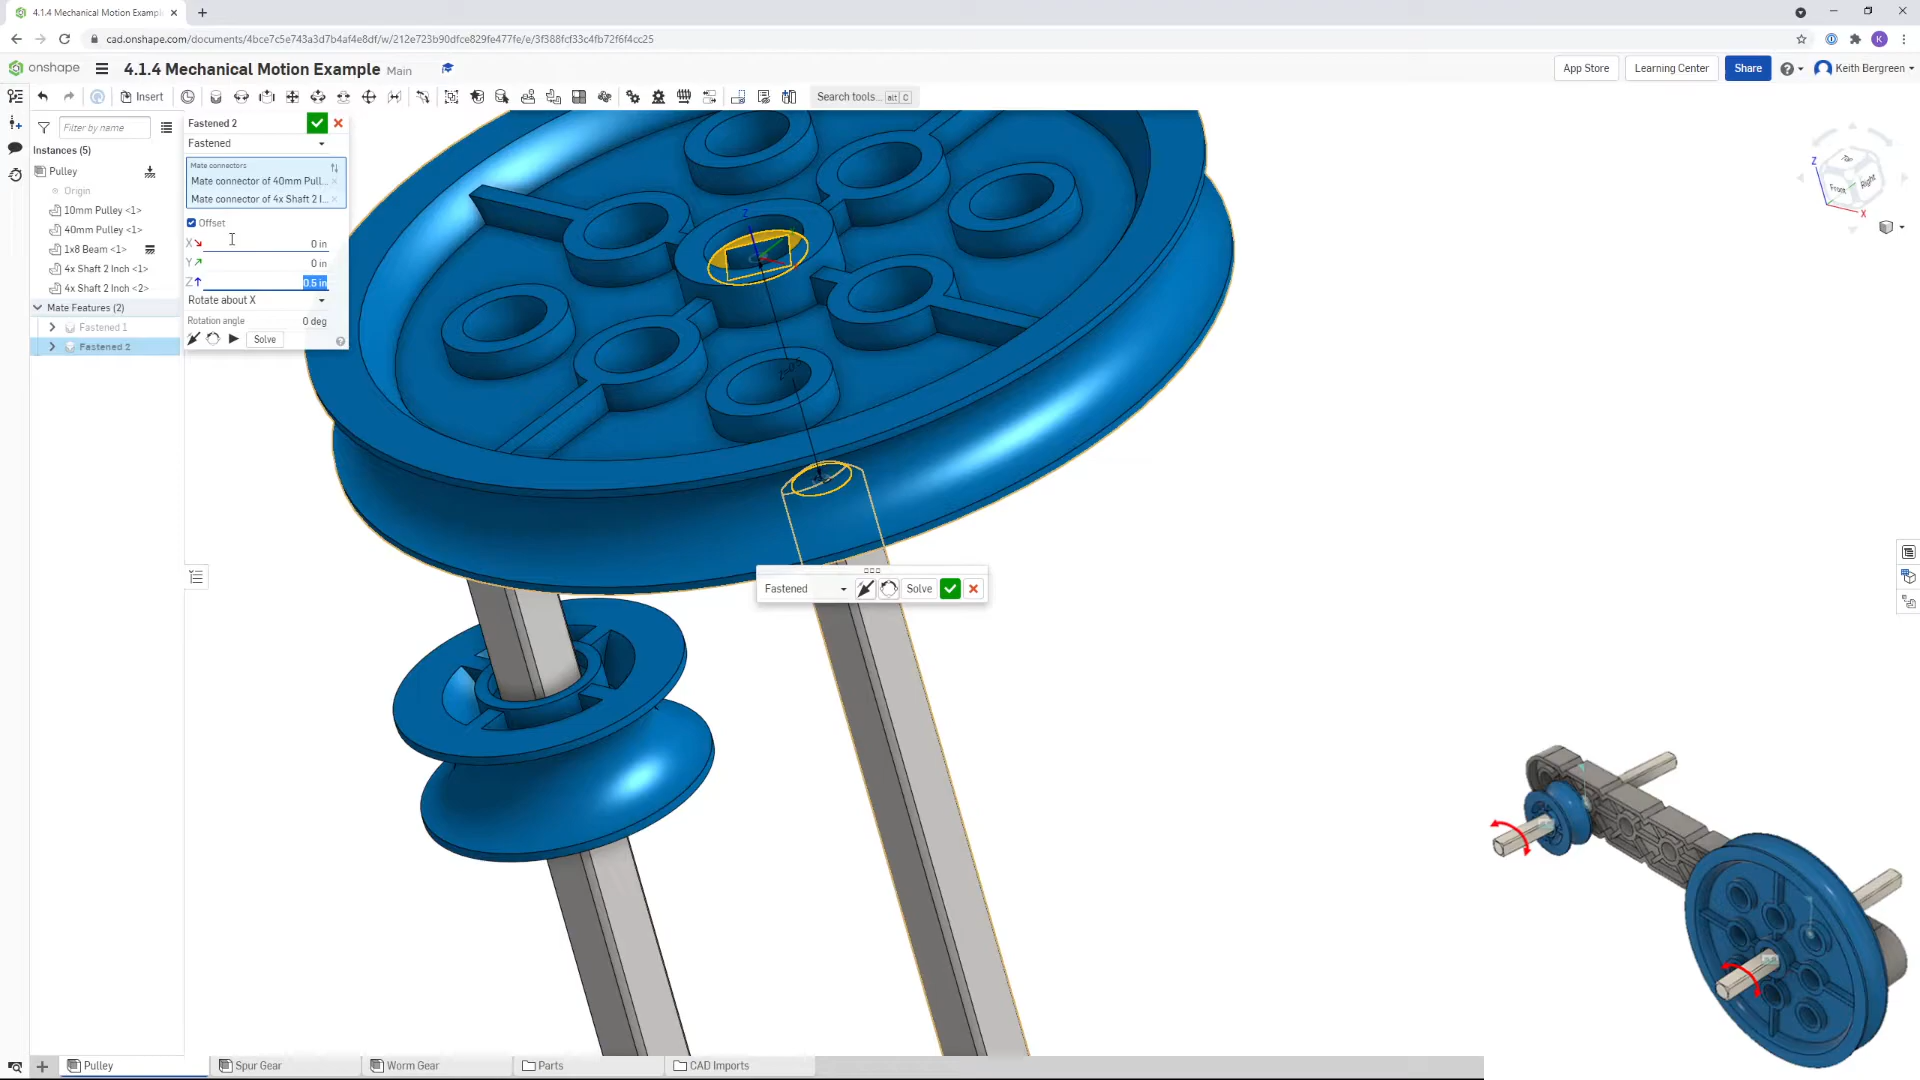 4.1.4 Mechanical Motion Exampl
cad.onshape.com/documents/4bce7c5e743a3d7b4af4e8df/w/212e723b90dfce829fe477fe/e/3f388fcf33c4fb72f6f4cc25
K
onshape
4.1.4 Mechanical Motion Example Main
App Store
Learning Center
Share
Keith Bergreen
Insert
Search tools... alt C
Filter by name
Instances (5)
Pulley
Origin
10mm Pulley <1>
40mm Pulley <1>
1x8 Beam <1>
4x Shaft 2 Inch <1>
4x Shaft 2 Inch <2>
Mate Features (2)
Fastened 1
Fastened 2
Fastened 2
Fastened
Mate connectors
Mate connector of 40mm Pull...
Mate connector of 4x Shaft 2 I...
Offset
X 0 in
Y 0 in
Z 0.5 in
Rotate about X
Rotation angle 0 deg
Solve
Z
Fastened
Solve
Z
Top
Front
Right
X
Pulley
Spur Gear
Worm Gear
Parts
CAD Imports